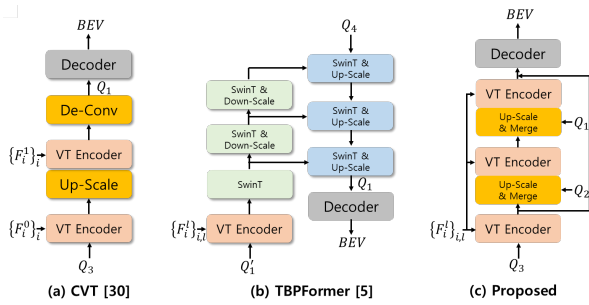 BEV
Decoder
Q₁
De-Conv
{F_i^1}_i
VT Encoder
Up-Scale
{F_i^0}_i
VT Encoder
Q₃
(a) CVT [30]
Q₄
SwinT &
Up-Scale
SwinT &
Down-Scale
SwinT &
Up-Scale
SwinT &
Down-Scale
SwinT &
Up-Scale
SwinT
Q₁
Decoder
{F_i^l}_{i,l}
VT Encoder
BEV
Q₁′
(b) TBPFormer [5]
BEV
Decoder
VT Encoder
Up-Scale
& Merge
Q₁
VT Encoder
Up-Scale
& Merge
Q₂
{F_i^l}_{i,l}
VT Encoder
Q₃
(c) Proposed